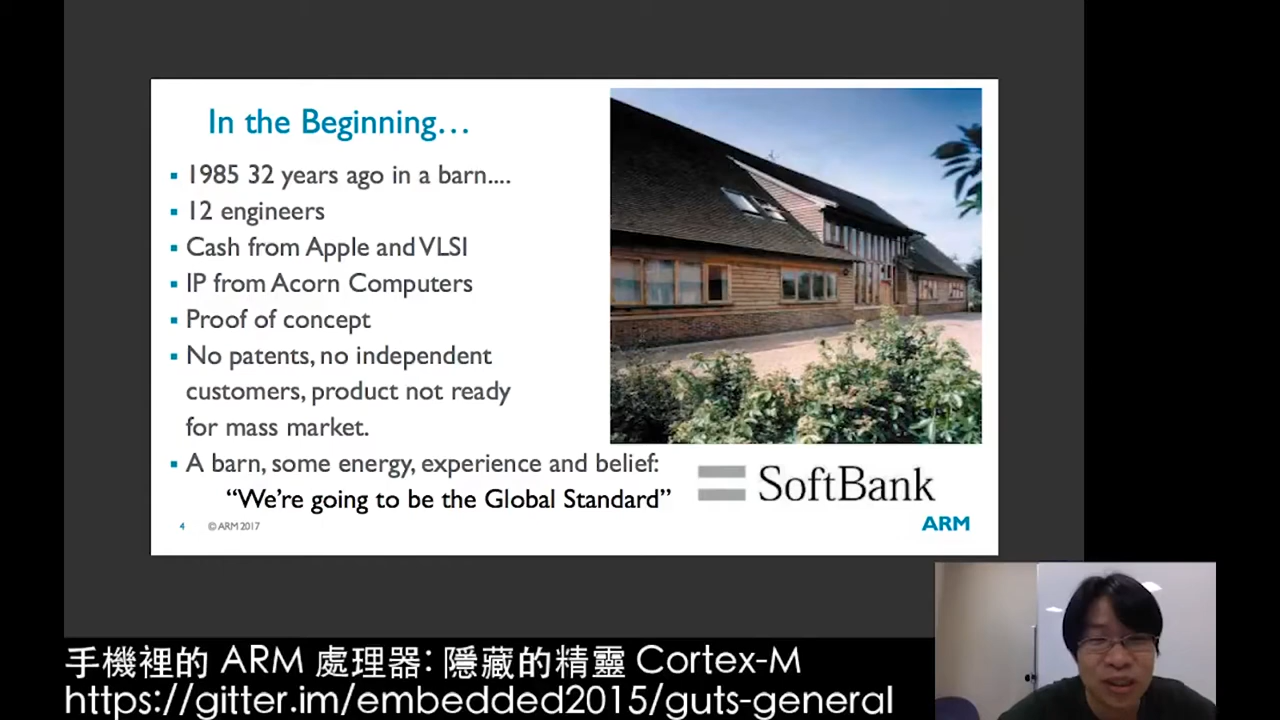 In the Beginning…
▪ 1985 32 years ago in a barn....
▪ 12 engineers
▪ Cash from Apple and VLSI
▪ IP from Acorn Computers
▪ Proof of concept
▪ No patents, no independent
customers, product not ready
for mass market.
▪ A barn, some energy, experience and belief:
“We’re going to be the Global Standard”
SoftBank
4 © ARM 2017
ARM
手機裡的 ARM 處理器: 隱藏的精靈 Cortex-M
https://gitter.im/embedded2015/guts-general